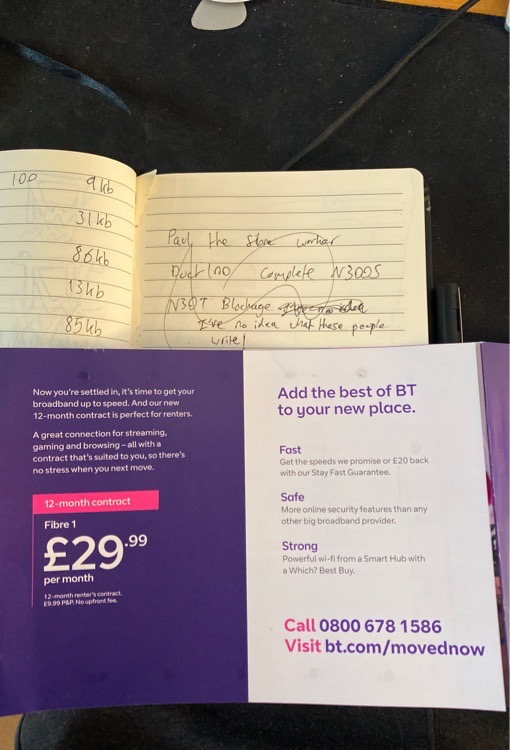 100 9kb
31kb
86kb
13kb
85kb
Paul the Store worker
Duct (no Complete N300S
N3QT Blockage I've no idea
I've no idea what these people
write!
Now you're settled in, it's time to get your
broadband up to speed. And our new
12-month contract is perfect for renters.
A great connection for streaming,
gaming and browsing – all with a
contract that's suited to you, so there's
no stress when you next move.
12-month contract
Fibre 1
£29.99
per month
12-month renter's contract.
£9.99 P&P. No upfront fee.
Add the best of BT
to your new place.
Fast
Get the speeds we promise or £20 back
with our Stay Fast Guarantee.
Safe
More online security features than any
other big broadband provider.
Strong
Powerful wi-fi from a Smart Hub with
a Which? Best Buy.
Call 0800 678 1586
Visit bt.com/movednow